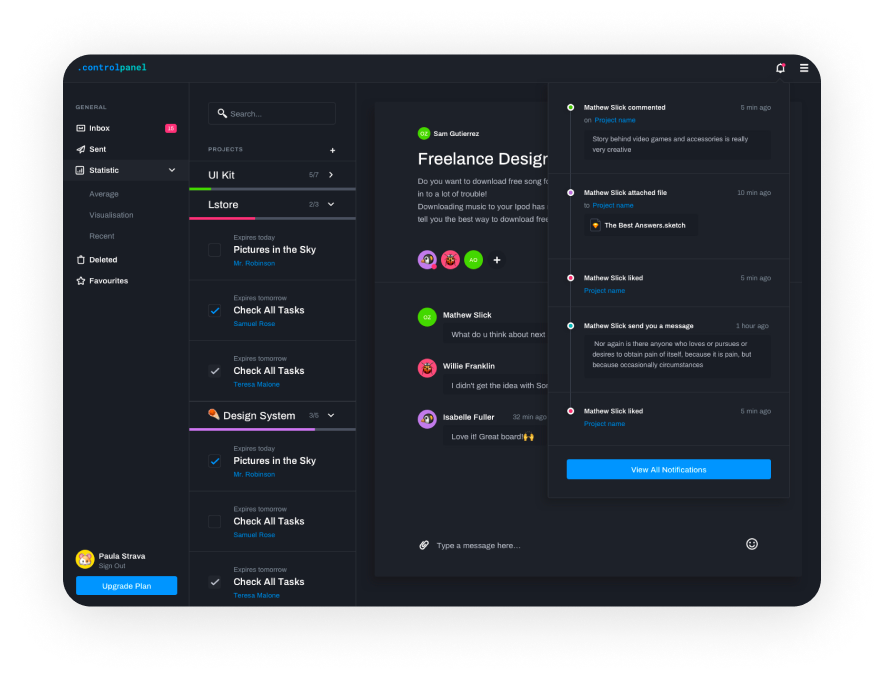 .controlpanel
GENERAL
Inbox
Sent
Statistic
Average
Visualisation
Recent
Deleted
Favourites
Paula Strava
Sign Out
Upgrade Plan
Search...
PROJECTS +
UI Kit 5/7
Lstore 2/3
Expires today
Pictures in the Sky
Mr. Robinson
Expires tomorrow
Check All Tasks
Samuel Rose
Expires tomorrow
Check All Tasks
Teresa Malone
Design System 3/5
Expires today
Pictures in the Sky
Mr. Robinson
Expires tomorrow
Check All Tasks
Samuel Rose
Expires tomorrow
Check All Tasks
Teresa Malone
OZ Sam Gutierrez
Freelance Design
Do you want to download free song fo
in to a lot of trouble!
Downloading music to your Ipod has
tell you the best way to download free
AO +
OZ Mathew Slick
What do u think about next
Willie Franklin
I didn't get the idea with Son
Isabelle Fuller 32 min ago
Love it! Great board!🙌
Type a message here...
Mathew Slick commented 5 min ago
on Project name
Story behind video games and accessories is really
very creative
Mathew Slick attached file 10 min ago
to Project name
The Best Answers.sketch
Mathew Slick liked 5 min ago
Project name
Mathew Slick send you a message 1 hour ago
Nor again is there anyone who loves or pursues or
desires to obtain pain of itself, because it is pain, but
because occasionally circumstances
Mathew Slick liked 5 min ago
Project name
View All Notifications